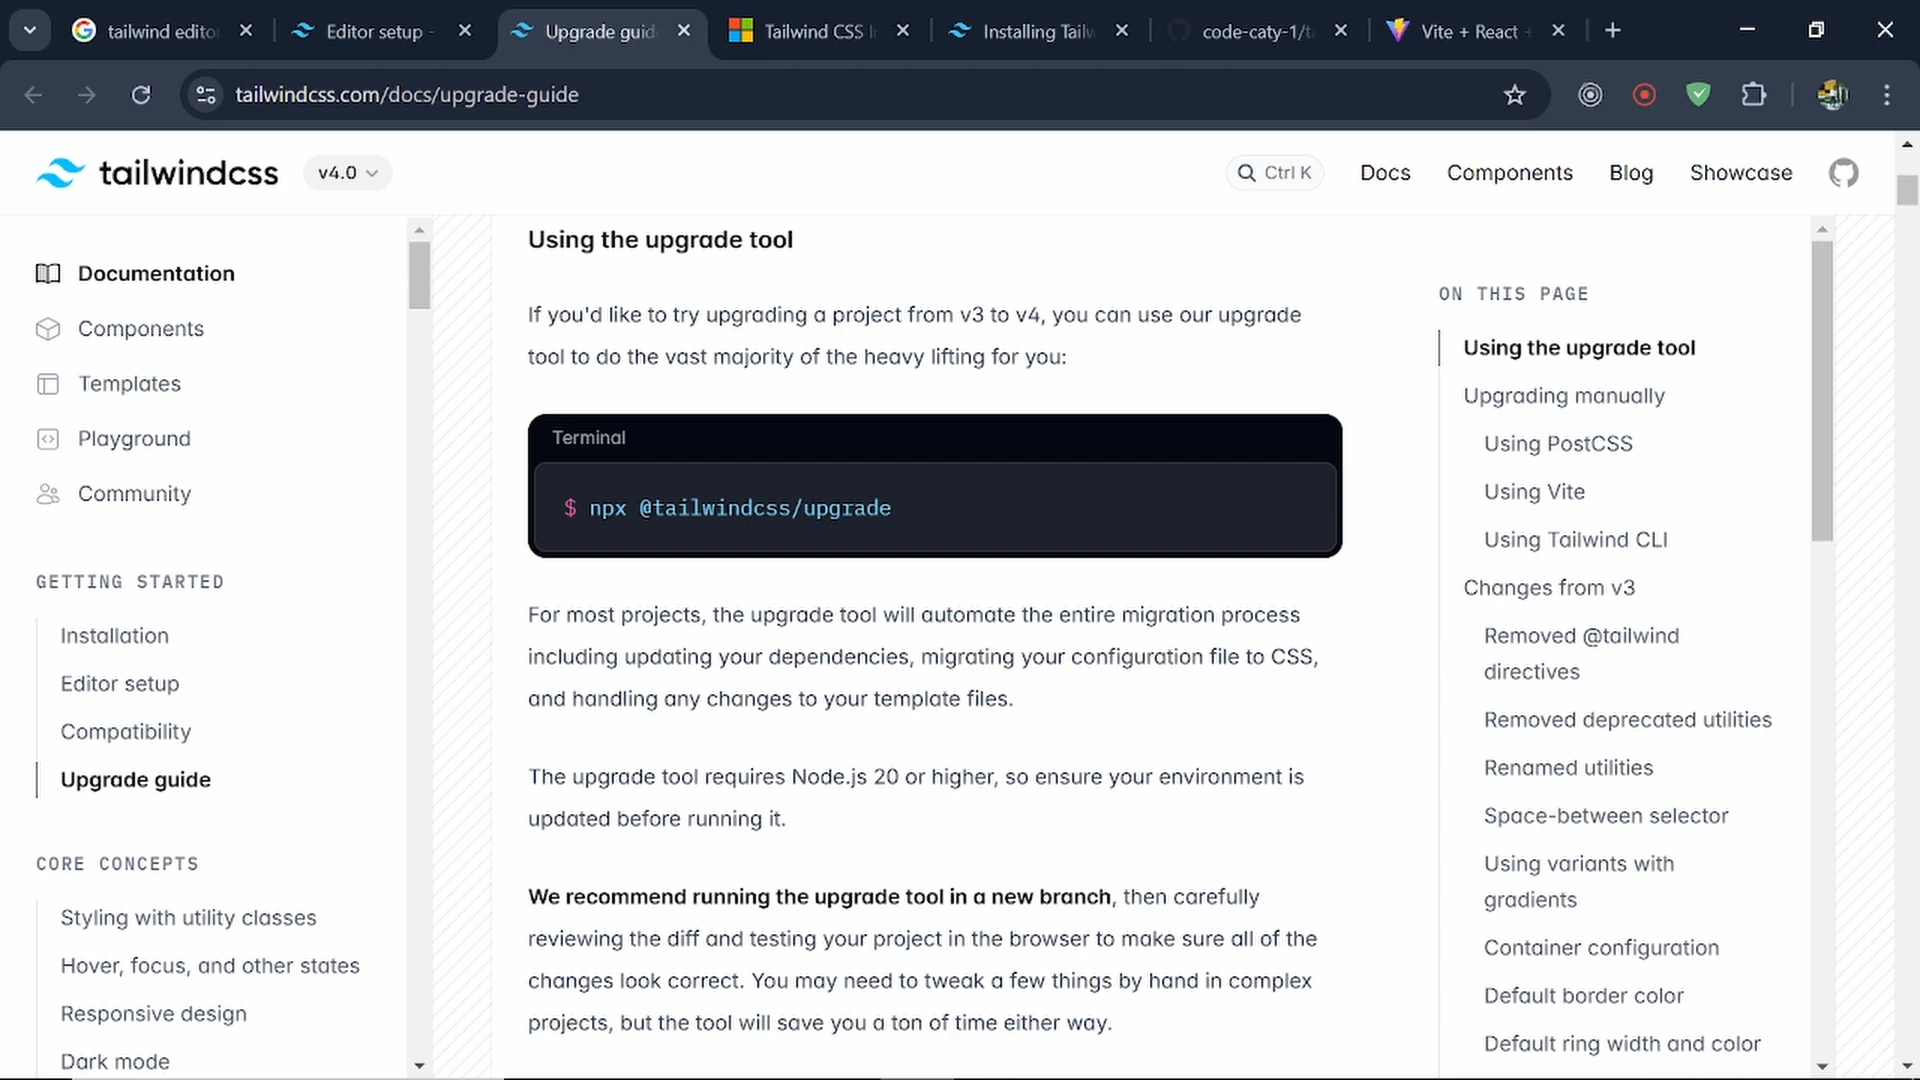 tailwind edito
Editor setup -
Upgrade guid
Tailwind CSS I
Installing Tailw
code-caty-1/t
Vite + React +
tailwindcss.com/docs/upgrade-guide
tailwindcss
v4.0
Ctrl K
Docs
Components
Blog
Showcase
Documentation
Components
Templates
Playground
Community
GETTING STARTED
Installation
Editor setup
Compatibility
Upgrade guide
CORE CONCEPTS
Styling with utility classes
Hover, focus, and other states
Responsive design
Dark mode
Using the upgrade tool
If you'd like to try upgrading a project from v3 to v4, you can use our upgrade
tool to do the vast majority of the heavy lifting for you:
Terminal
$ npx @tailwindcss/upgrade
For most projects, the upgrade tool will automate the entire migration process
including updating your dependencies, migrating your configuration file to CSS,
and handling any changes to your template files.
The upgrade tool requires Node.js 20 or higher, so ensure your environment is
updated before running it.
We recommend running the upgrade tool in a new branch, then carefully
reviewing the diff and testing your project in the browser to make sure all of the
changes look correct. You may need to tweak a few things by hand in complex
projects, but the tool will save you a ton of time either way.
ON THIS PAGE
Using the upgrade tool
Upgrading manually
Using PostCSS
Using Vite
Using Tailwind CLI
Changes from v3
Removed @tailwind
directives
Removed deprecated utilities
Renamed utilities
Space-between selector
Using variants with
gradients
Container configuration
Default border color
Default ring width and color